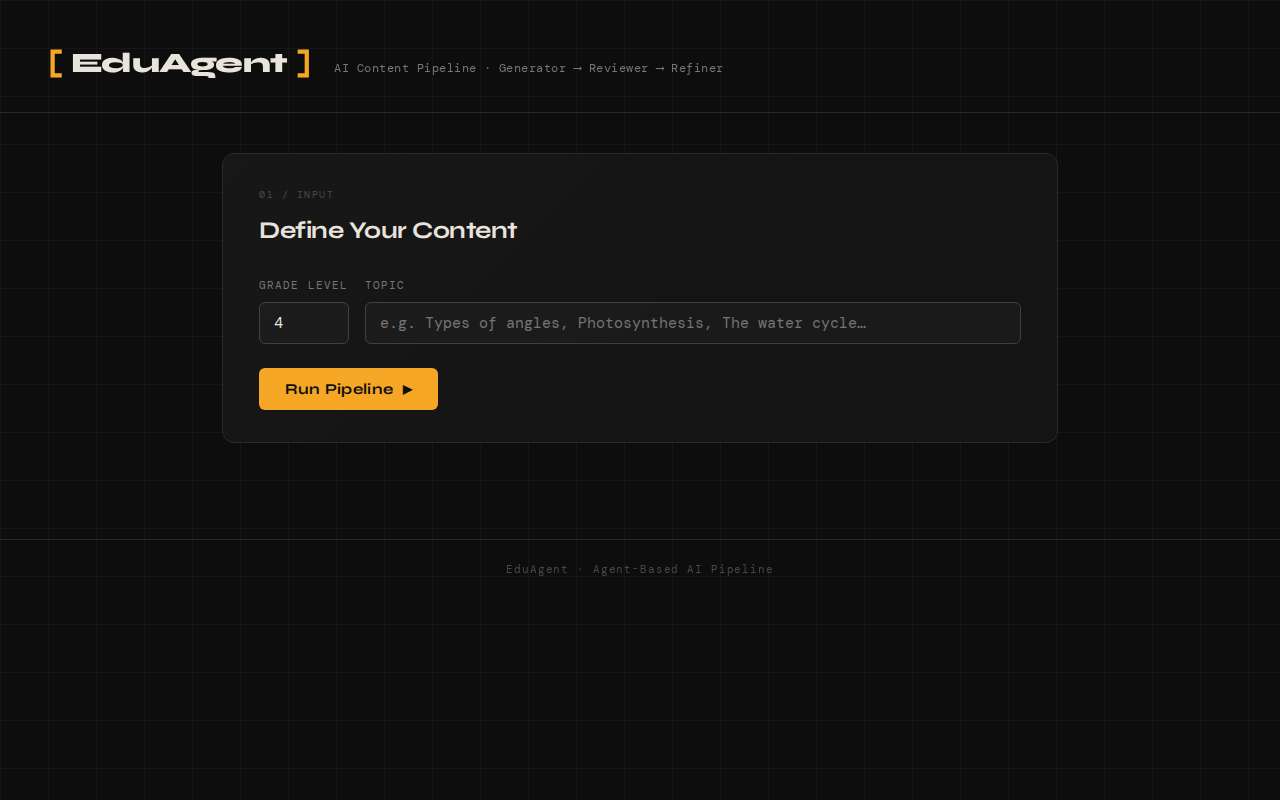 [ EduAgent ] AI Content Pipeline · Generator → Reviewer → Refiner
01 / INPUT
Define Your Content
GRADE LEVEL TOPIC
4 e.g. Types of angles, Photosynthesis, The water cycle…
Run Pipeline ▶
EduAgent · Agent-Based AI Pipeline